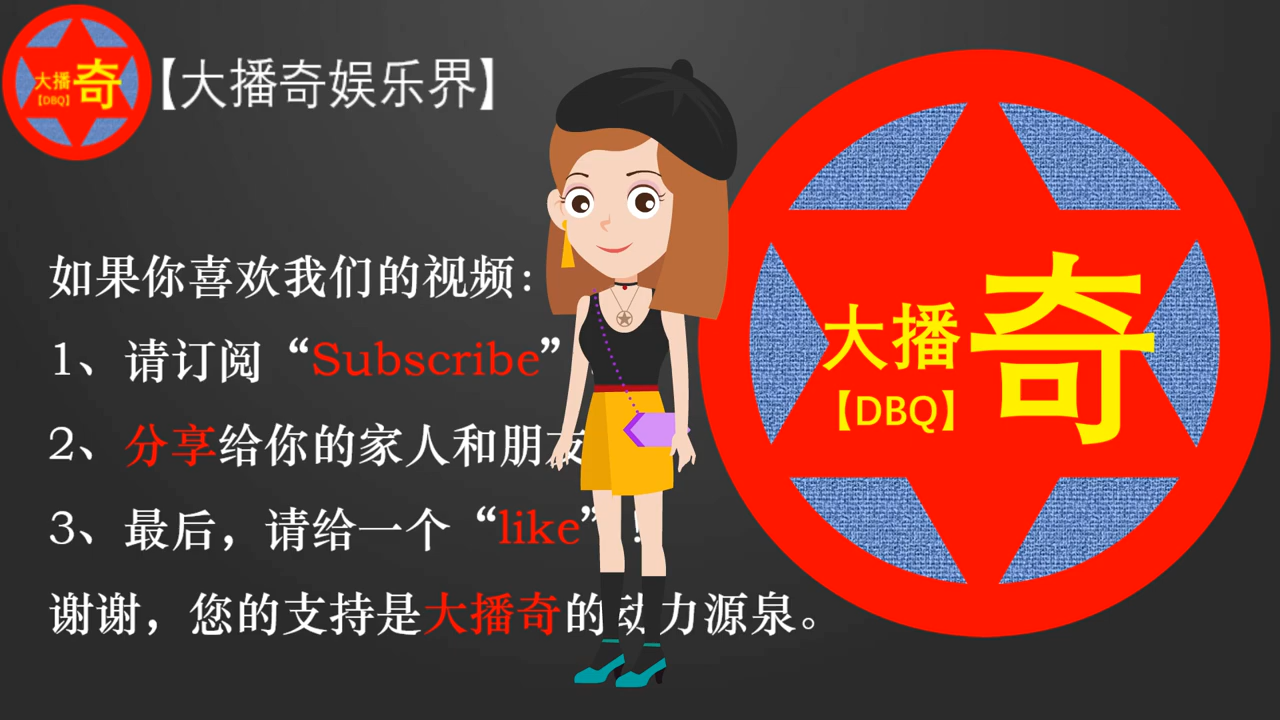 大播奇
【DBQ】
【大播奇娱乐界】
如果你喜欢我们的视频：
1、请订阅“Subscribe”
2、分享给你的家人和朋友
3、最后，请给一个“like”！
谢谢，您的支持是大播奇的动力源泉。
大播奇
【DBQ】